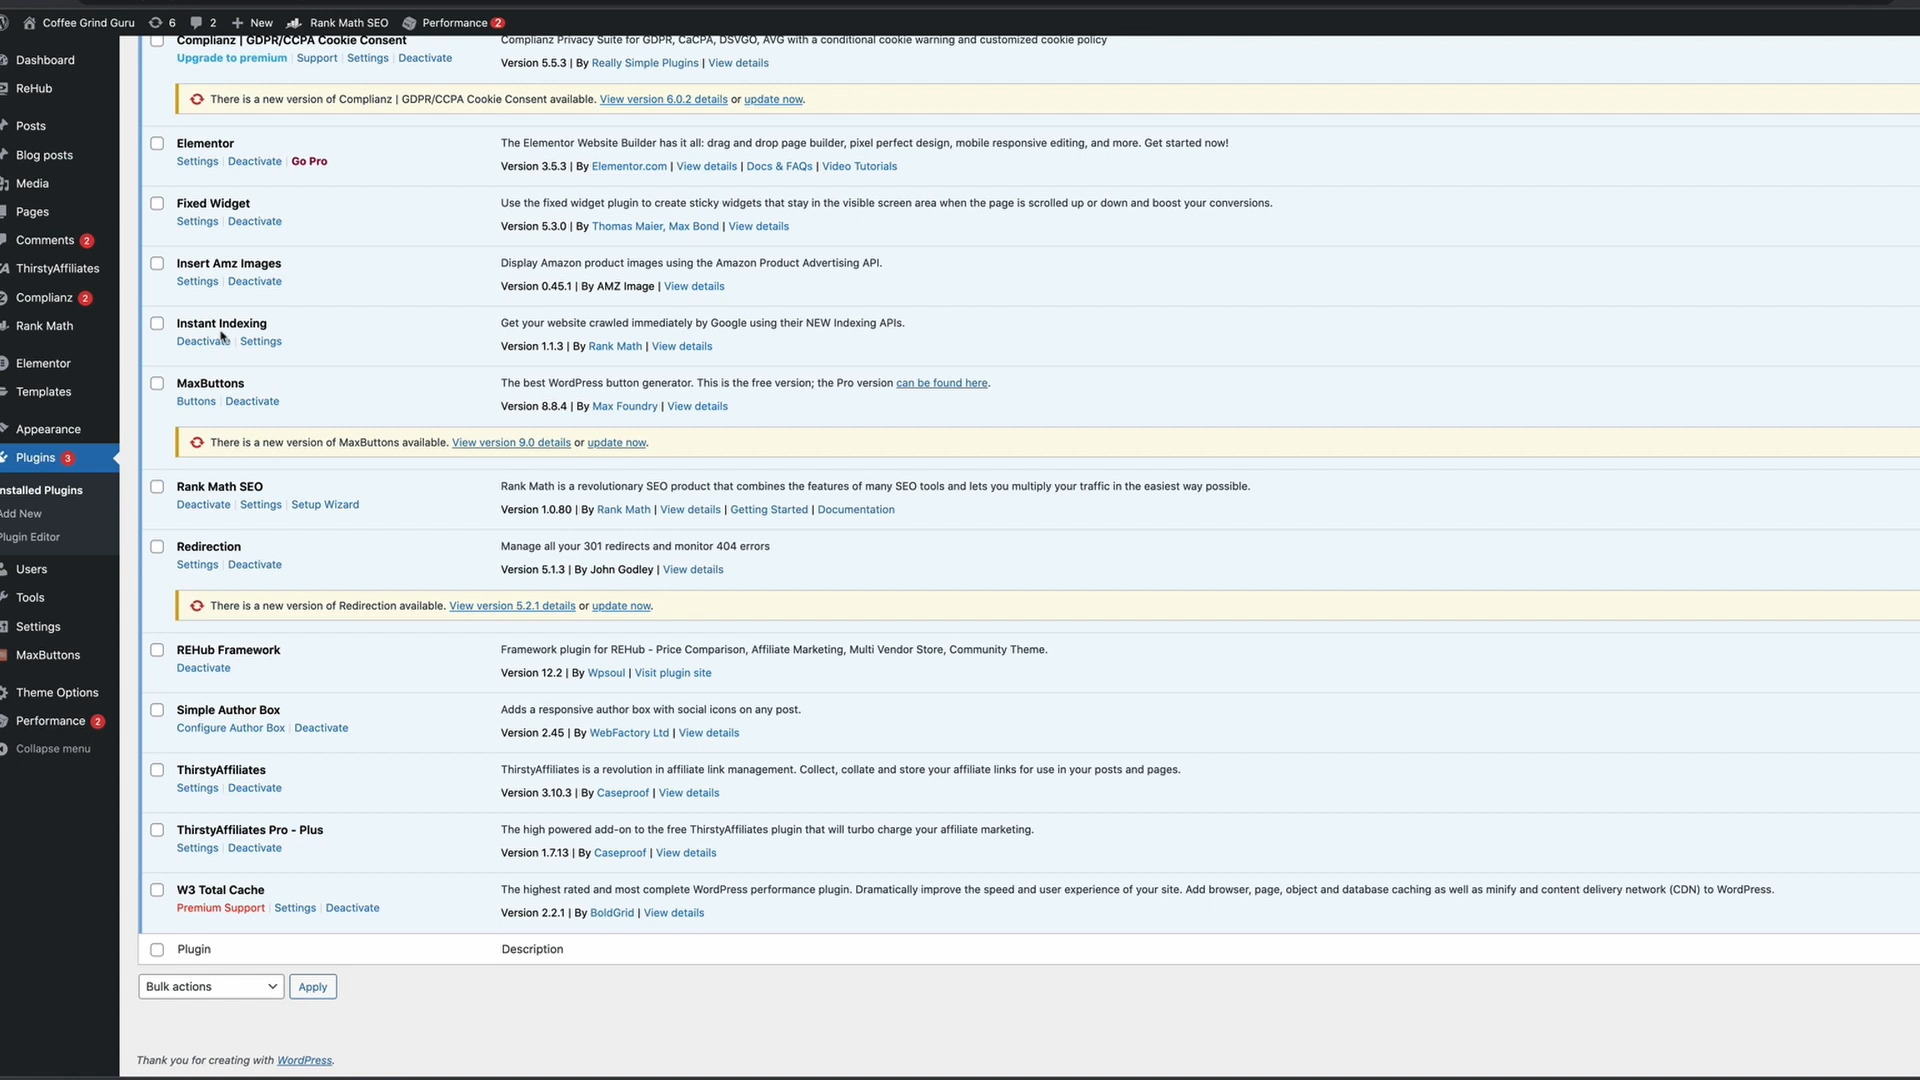 Coffee Grind Guru 6 2 New Rank Math SEO Performance 2
Dashboard
ReHub
Posts
Blog posts
Media
Pages
Comments 2
ThirstyAffiliates
Complianz 2
Rank Math
Elementor
Templates
Appearance
Plugins 3
nstalled Plugins
Add New
Plugin Editor
Users
Tools
Settings
MaxButtons
Theme Options
Performance 2
Collapse menu
Complianz | GDPR/CCPA Cookie Consent
Upgrade to premium | Support | Settings | Deactivate
Complianz Privacy Suite for GDPR, CaCPA, DSVGO, AVG with a conditional cookie warning and customized cookie policy
Version 5.5.3 | By Really Simple Plugins | View details
There is a new version of Complianz | GDPR/CCPA Cookie Consent available. View version 6.0.2 details or update now.
Elementor
Settings | Deactivate | Go Pro
The Elementor Website Builder has it all: drag and drop page builder, pixel perfect design, mobile responsive editing, and more. Get started now!
Version 3.5.3 | By Elementor.com | View details | Docs & FAQs | Video Tutorials
Fixed Widget
Settings | Deactivate
Use the fixed widget plugin to create sticky widgets that stay in the visible screen area when the page is scrolled up or down and boost your conversions.
Version 5.3.0 | By Thomas Maier, Max Bond | View details
Insert Amz Images
Settings | Deactivate
Display Amazon product images using the Amazon Product Advertising API.
Version 0.45.1 | By AMZ Image | View details
Instant Indexing
Deactivate | Settings
Get your website crawled immediately by Google using their NEW Indexing APIs.
Version 1.1.3 | By Rank Math | View details
MaxButtons
Buttons | Deactivate
The best WordPress button generator. This is the free version; the Pro version can be found here.
Version 8.8.4 | By Max Foundry | View details
There is a new version of MaxButtons available. View version 9.0 details or update now.
Rank Math SEO
Deactivate | Settings | Setup Wizard
Rank Math is a revolutionary SEO product that combines the features of many SEO tools and lets you multiply your traffic in the easiest way possible.
Version 1.0.80 | By Rank Math | View details | Getting Started | Documentation
Redirection
Settings | Deactivate
Manage all your 301 redirects and monitor 404 errors
Version 5.1.3 | By John Godley | View details
There is a new version of Redirection available. View version 5.2.1 details or update now.
REHub Framework
Deactivate
Framework plugin for REHub - Price Comparison, Affiliate Marketing, Multi Vendor Store, Community Theme.
Version 12.2 | By Wpsoul | Visit plugin site
Simple Author Box
Configure Author Box | Deactivate
Adds a responsive author box with social icons on any post.
Version 2.45 | By WebFactory Ltd | View details
ThirstyAffiliates
Settings | Deactivate
ThirstyAffiliates is a revolution in affiliate link management. Collect, collate and store your affiliate links for use in your posts and pages.
Version 3.10.3 | By Caseproof | View details
ThirstyAffiliates Pro - Plus
Settings | Deactivate
The high powered add-on to the free ThirstyAffiliates plugin that will turbo charge your affiliate marketing.
Version 1.7.13 | By Caseproof | View details
W3 Total Cache
Premium Support | Settings | Deactivate
The highest rated and most complete WordPress performance plugin. Dramatically improve the speed and user experience of your site. Add browser, page, object and database caching as well as minify and content delivery network (CDN) to WordPress.
Version 2.2.1 | By BoldGrid | View details
Plugin Description
Bulk actions Apply
Thank you for creating with WordPress.